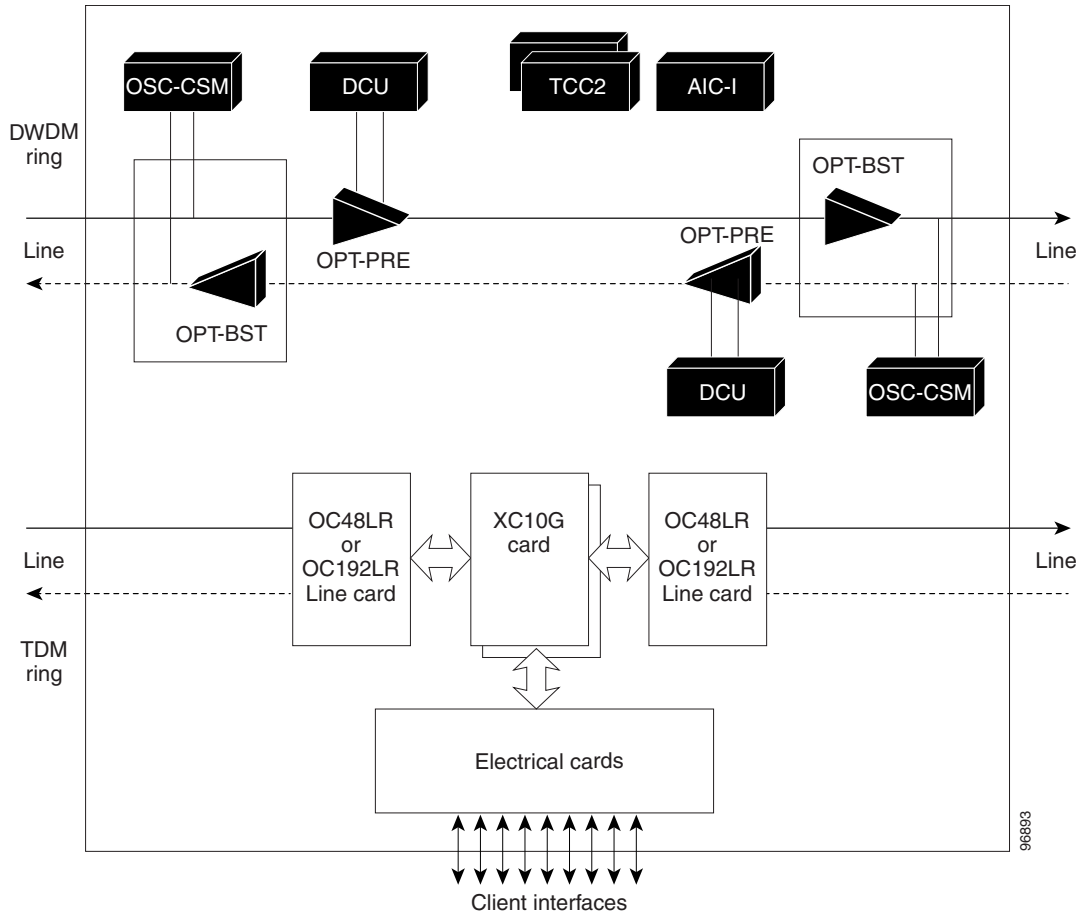 OSC-CSM
DCU
TCC2
AIC-I
DWDM
ring
OPT-BST
Line
OPT-PRE
OPT-PRE
Line
OPT-BST
DCU
OSC-CSM
OC48LR
or
OC192LR
Line card
XC10G
card
OC48LR
or
OC192LR
Line card
Line
Line
TDM
ring
Electrical cards
96893
Client interfaces